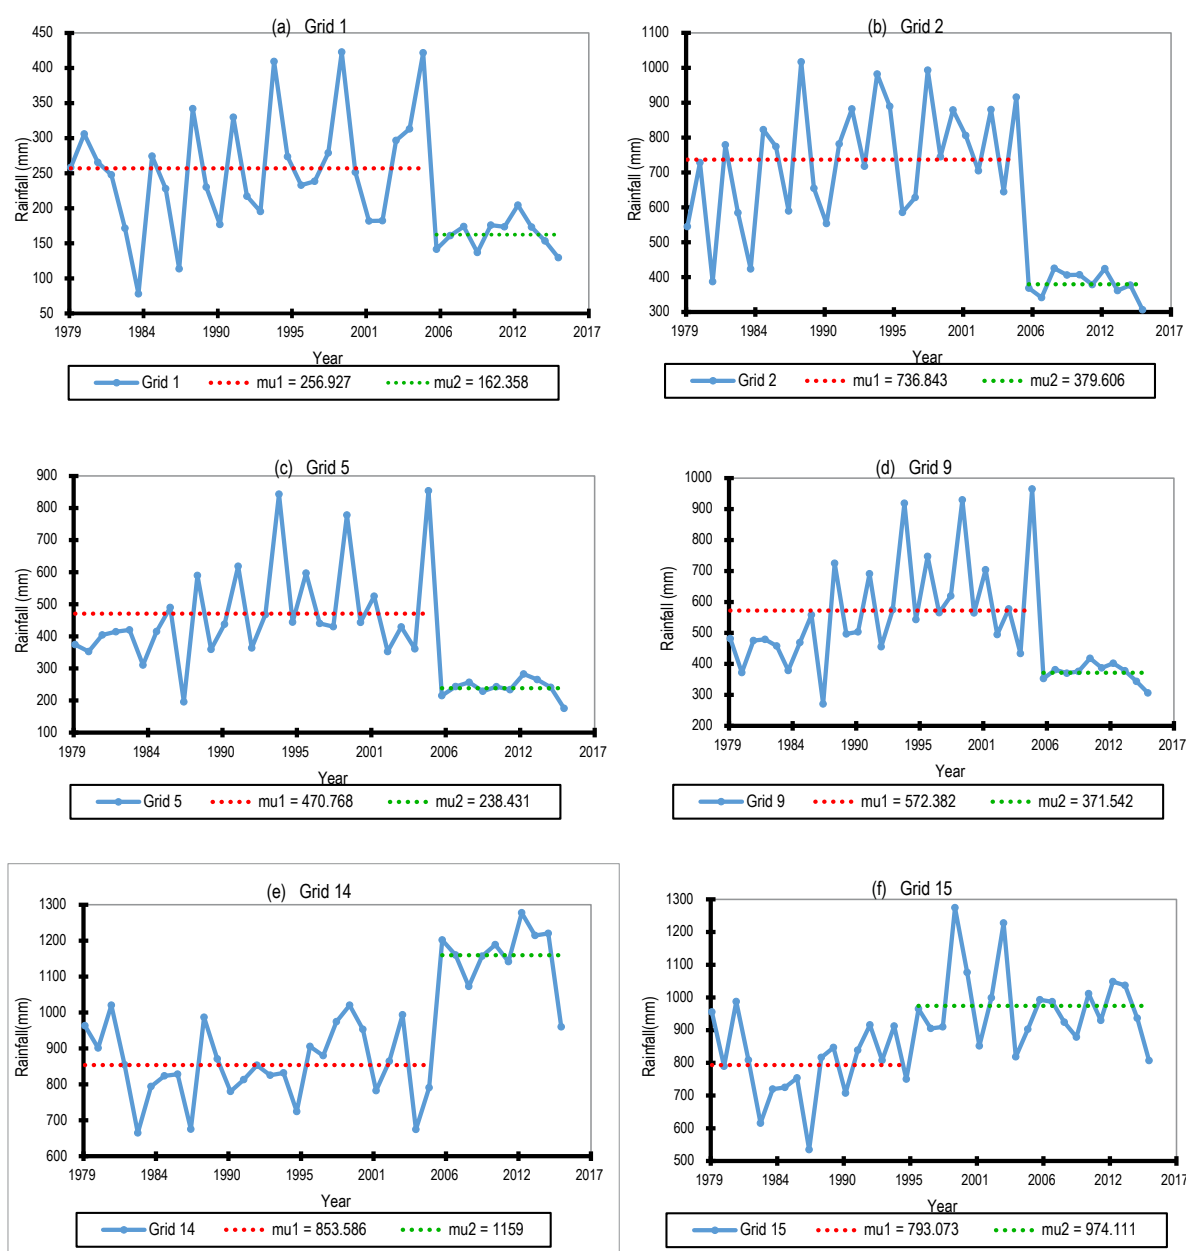 (a) Grid 1
450
400
350
300
250
200
150
100
50
Rainfall (mm)
1979 1984 1990 1995 2001 2006 2012 2017
Year
Grid 1 mu1 = 256.927 mu2 = 162.358
(b) Grid 2
1100
1000
900
800
700
600
500
400
300
Rainfall (mm)
1979 1984 1990 1995 2001 2006 2012 2017
Year
Grid 2 mu1 = 736.843 mu2 = 379.606
(c) Grid 5
900
800
700
600
500
400
300
200
100
Rainfall (mm)
1979 1984 1990 1995 2001 2006 2012 2017
Year
Grid 5 mu1 = 470.768 mu2 = 238.431
(d) Grid 9
1000
900
800
700
600
500
400
300
200
Rainfall (mm)
1979 1984 1990 1995 2001 2006 2012 2017
Year
Grid 9 mu1 = 572.382 mu2 = 371.542
(e) Grid 14
1300
1200
1100
1000
900
800
700
600
Rainfall(mm)
1979 1984 1990 1995 2001 2006 2012 2017
Year
Grid 14 mu1 = 853.586 mu2 = 1159
(f) Grid 15
1300
1200
1100
1000
900
800
700
600
500
Rainfall(mm)
1979 1984 1990 1995 2001 2006 2012 2017
Year
Grid 15 mu1 = 793.073 mu2 = 974.111